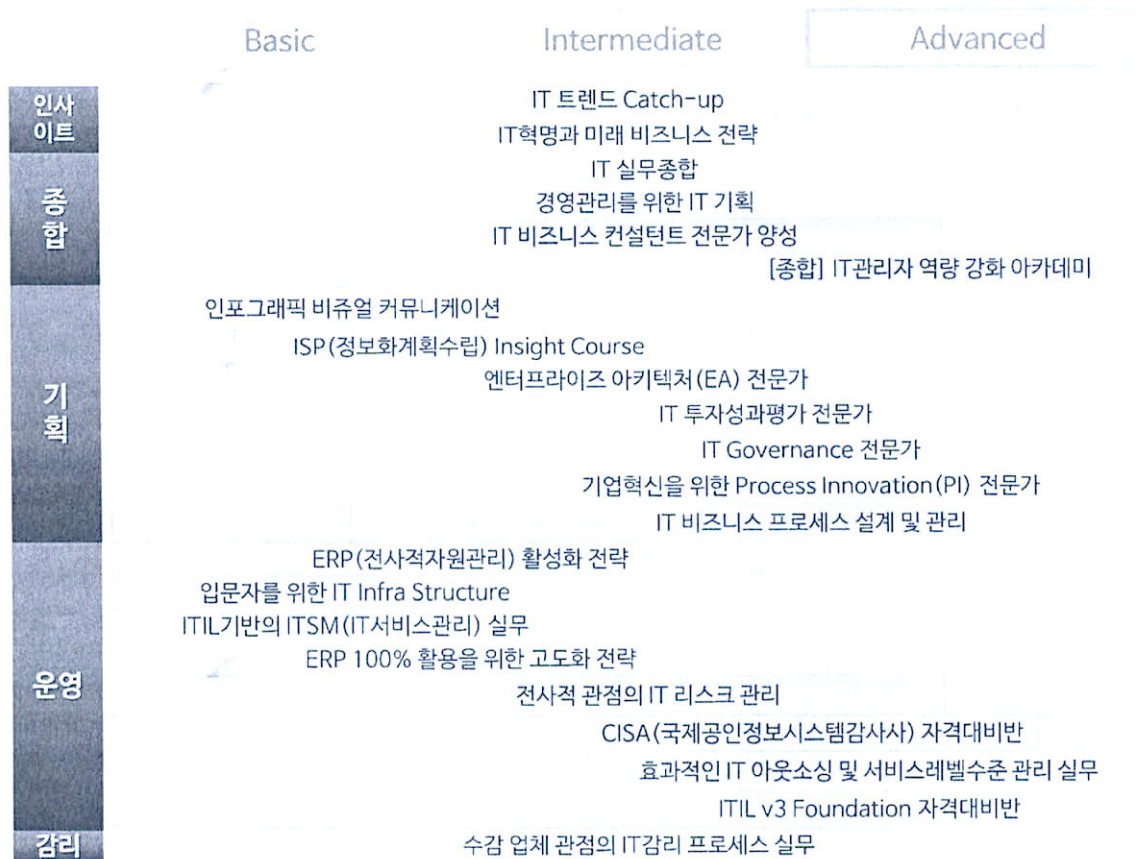 Basic Intermediate Advanced
인사
이트
IT 트렌드 Catch-up
IT혁명과 미래 비즈니스 전략
종
합
IT 실무종합
경영관리를 위한 IT 기획
IT 비즈니스 컨설턴트 전문가 양성
[종합] IT관리자 역량 강화 아카데미
기
획
인포그래픽 비쥬얼 커뮤니케이션
ISP(정보화계획수립) Insight Course
엔터프라이즈 아키텍처(EA) 전문가
IT 투자성과평가 전문가
IT Governance 전문가
기업혁신을 위한 Process Innovation(PI) 전문가
IT 비즈니스 프로세스 설계 및 관리
운영
ERP(전사적자원관리) 활성화 전략
입문자를 위한 IT Infra Structure
ITIL기반의 ITSM(IT서비스관리) 실무
ERP 100% 활용을 위한 고도화 전략
전사적 관점의 IT 리스크 관리
CISA(국제공인정보시스템감사사) 자격대비반
효과적인 IT 아웃소싱 및 서비스레벨수준 관리 실무
ITIL v3 Foundation 자격대비반
감리
수감 업체 관점의 IT감리 프로세스 실무